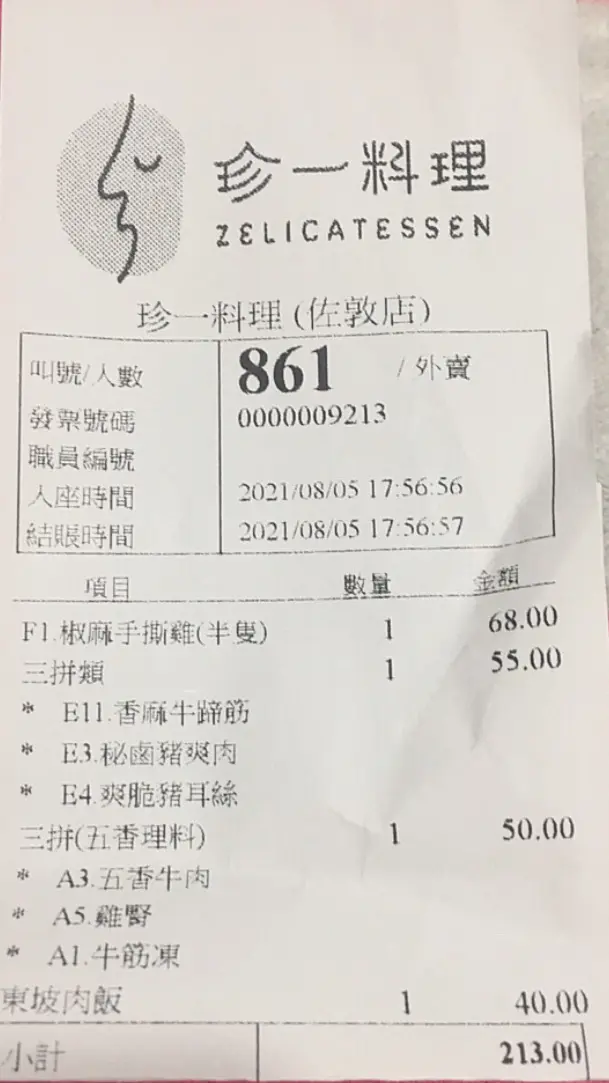 珍一料理
ZELICATESSEN
珍一料理 (佐敦店)
叫號/人數 861 / 外賣
發票號碼 0000009213
職員編號
入座時間 2021/08/05 17:56:56
結賬時間 2021/08/05 17:56:57
項目 數量 金額
F1.椒麻手撕雞(半隻) 1 68.00
三拼類 1 55.00
* E11.香麻牛蹄筋
* E3.秘鹵豬爽肉
* E4.爽脆豬耳絲
三拼(五香理料) 1 50.00
* A3.五香牛肉
* A5.雞腎
* A1.牛筋凍
東坡肉飯 1 40.00
小計 213.00